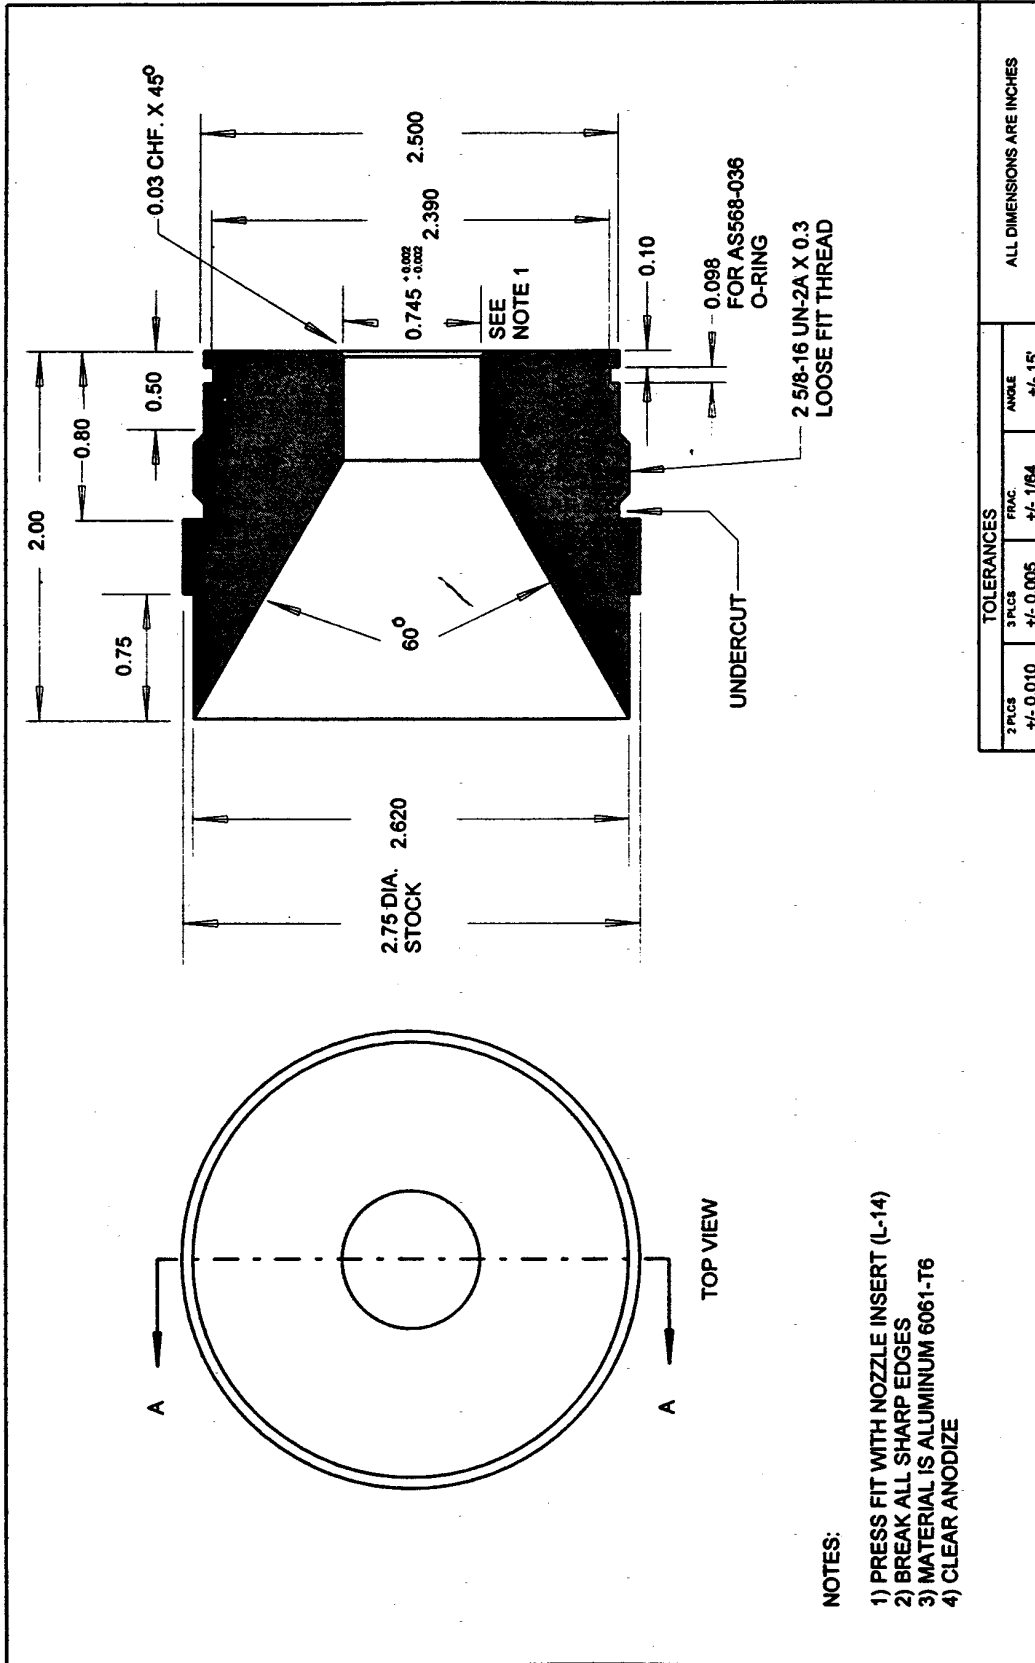 0.03 CHF. X 45°
2.00
0.80
0.50
0.75
2.500
2.390
0.745 +0.002 -0.002
SEE
NOTE 1
0.10
0.098
FOR AS568-036
O-RING
2 5/8-16 UN-2A X 0.3
LOOSE FIT THREAD
60°
UNDERCUT
2.620
2.75 DIA.
STOCK
A
A
TOP VIEW
NOTES:
1) PRESS FIT WITH NOZZLE INSERT (L-14)
2) BREAK ALL SHARP EDGES
3) MATERIAL IS ALUMINUM 6061-T6
4) CLEAR ANODIZE
TOLERANCES
2 PLCS 3 PLCS FRAC. ANGLE
+/- 0.010 +/- 0.005 +/- 1/64 +/- 15'
ALL DIMENSIONS ARE INCHES